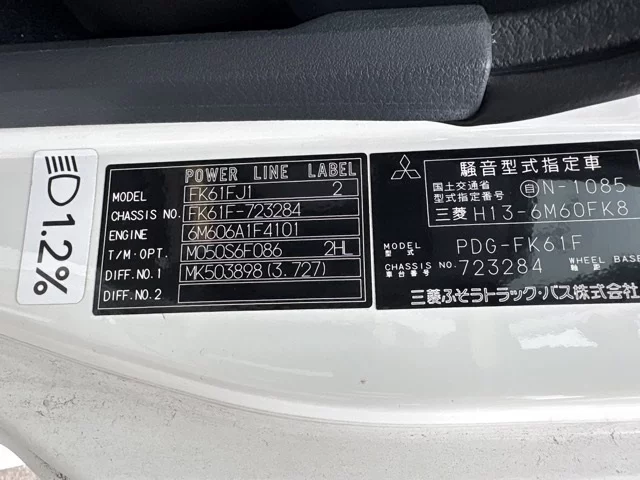 1.2%
POWER LINE LABEL
MODEL FK61FJ1 2
CHASSIS NO. FK61F-723284
ENGINE 6M606A1F4101
T/M・OPT. M050S6F086 2HL
DIFF.NO.1 MK503898(3.727)
DIFF.NO.2
騒音型式指定車
国土交通省
型式指定番号 自N-1085
三菱 H13-6M60FK8
MODEL 型式 PDG-FK61F
CHASSIS NO. 車台番号 723284 WHEEL BASE 軸距
三菱ふそうトラック・バス株式会社